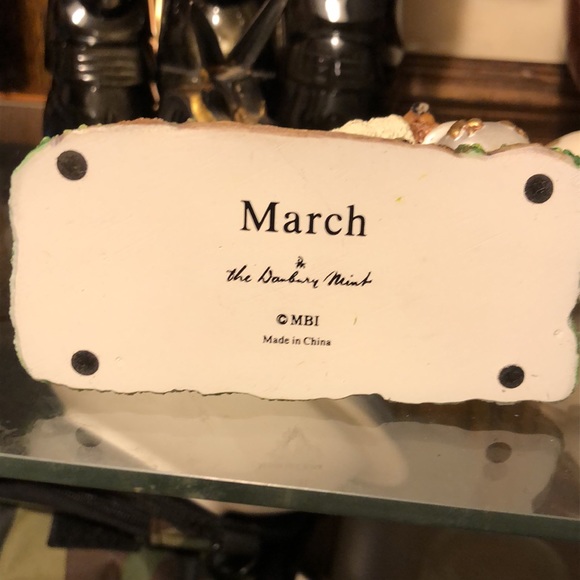 March
the Danbury Mint
© MBI
Made in China